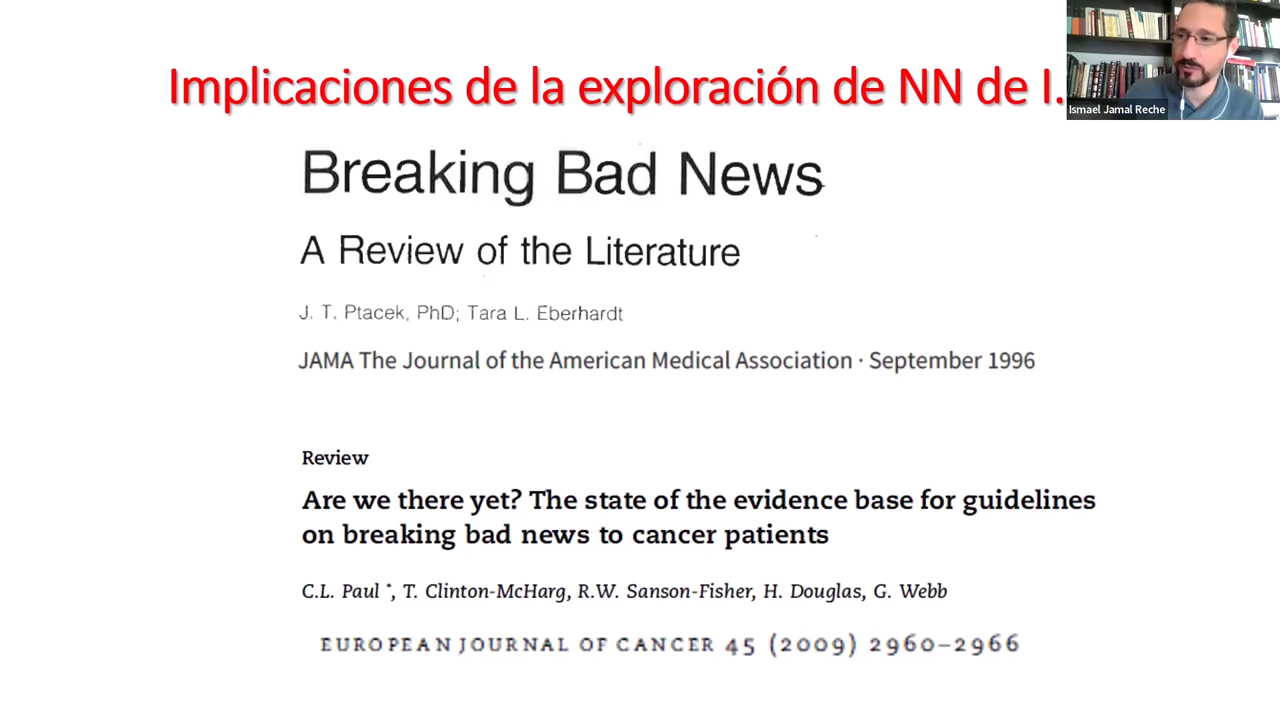 Implicaciones de la exploración de NN de I.
Ismael Jamal Reche
Breaking Bad News
A Review of the Literature
J. T. Ptacek, PhD; Tara L. Eberhardt
JAMA The Journal of the American Medical Association · September 1996
Review
Are we there yet? The state of the evidence base for guidelines
on breaking bad news to cancer patients
C.L. Paul *, T. Clinton-McHarg, R.W. Sanson-Fisher, H. Douglas, G. Webb
EUROPEAN JOURNAL OF CANCER 45 (2009) 2960–2966